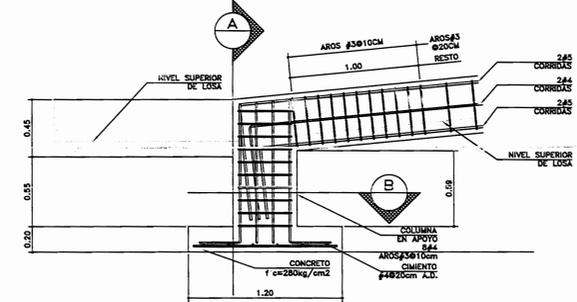 A
AROS #3@10CM
AROS#3
@20CM
1.00
RESTO
2#5
CORRIDAS
2#4
CORRIDAS
2#5
CORRIDAS
NIVEL SUPERIOR
DE LOSA
0.45
NIVEL SUPERIOR
DE LOSA
B
0.55
0.59
COLUMNA
EN APOYO
8#4
AROS#3@10cm
0.20
CONCRETO
f´c=280kg/cm2
CIMIENTO
#4@20cm A.D.
1.20